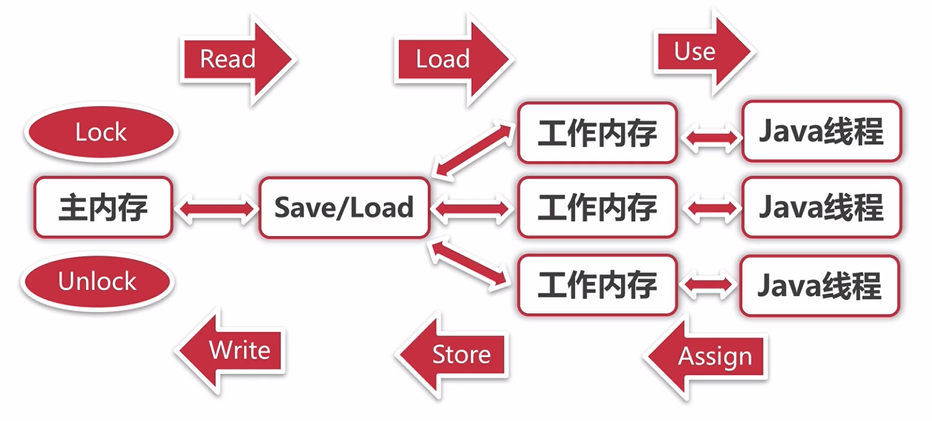 Read
Load
Use
Lock
工作内存
Java线程
主内存
Save/Load
工作内存
Java线程
Unlock
工作内存
Java线程
Write
Store
Assign